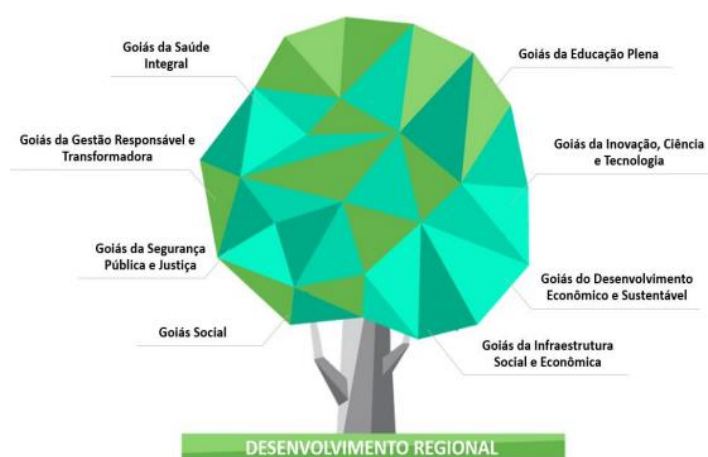 Goiás da Saúde
Integral
Goiás da Educação Plena
Goiás da Gestão Responsável e
Transformadora
Goiás da Inovação, Ciência
e Tecnologia
Goiás da Segurança
Pública e Justiça
Goiás do Desenvolvimento
Econômico e Sustentável
Goiás Social
Goiás da Infraestrutura
Social e Econômica
DESENVOLVIMENTO REGIONAL